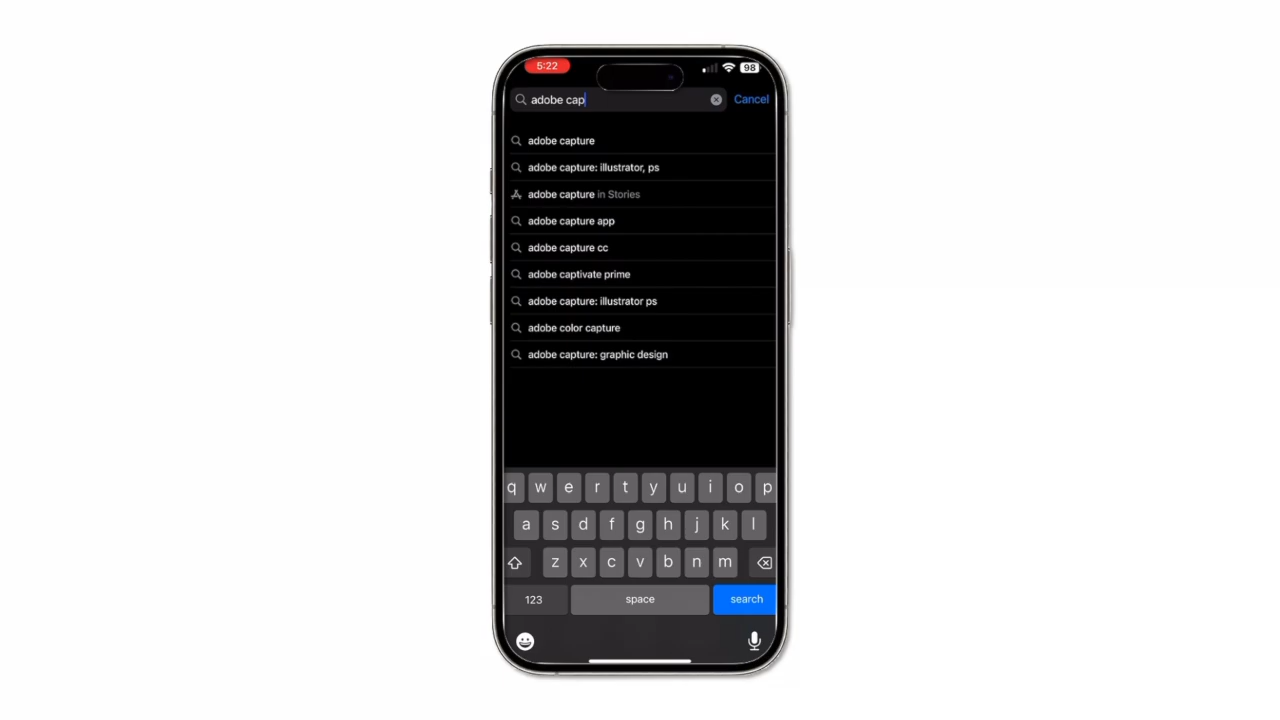 5:22
98
adobe cap
Cancel
adobe capture
adobe capture: illustrator, ps
adobe capture in Stories
adobe capture app
adobe capture cc
adobe captivate prime
adobe capture: illustrator ps
adobe color capture
adobe capture: graphic design
q w e r t y u i o p
a s d f g h j k l
z x c v b n m
123 space search